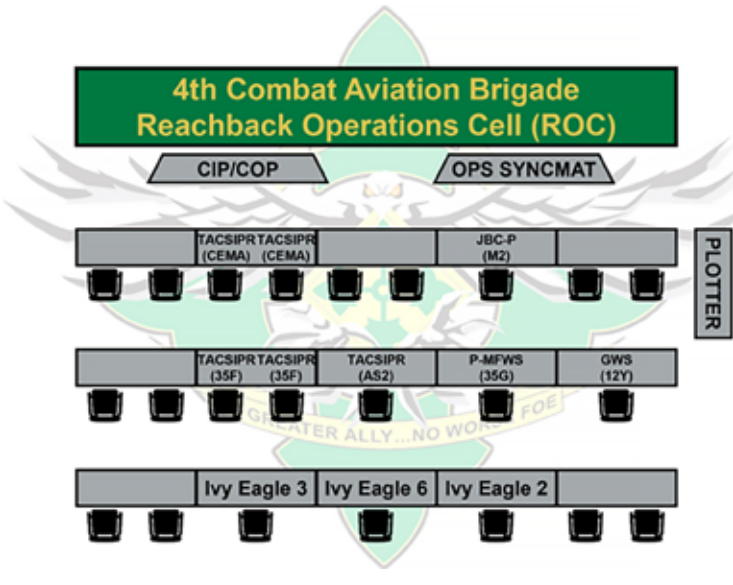 4th Combat Aviation Brigade
Reachback Operations Cell (ROC)
CIP/COP
OPS SYNCMAT
TACSIPR TACSIPR
(CEMA) (CEMA)
JBC-P
(M2)
PLOTTER
TACSIPR TACSIPR
(35F) (35F)
TACSIPR
(AS2)
P-MFWS
(35G)
GWS
(12Y)
GREATER ALLY...NO WORSE FOE
Ivy Eagle 3
Ivy Eagle 6
Ivy Eagle 2